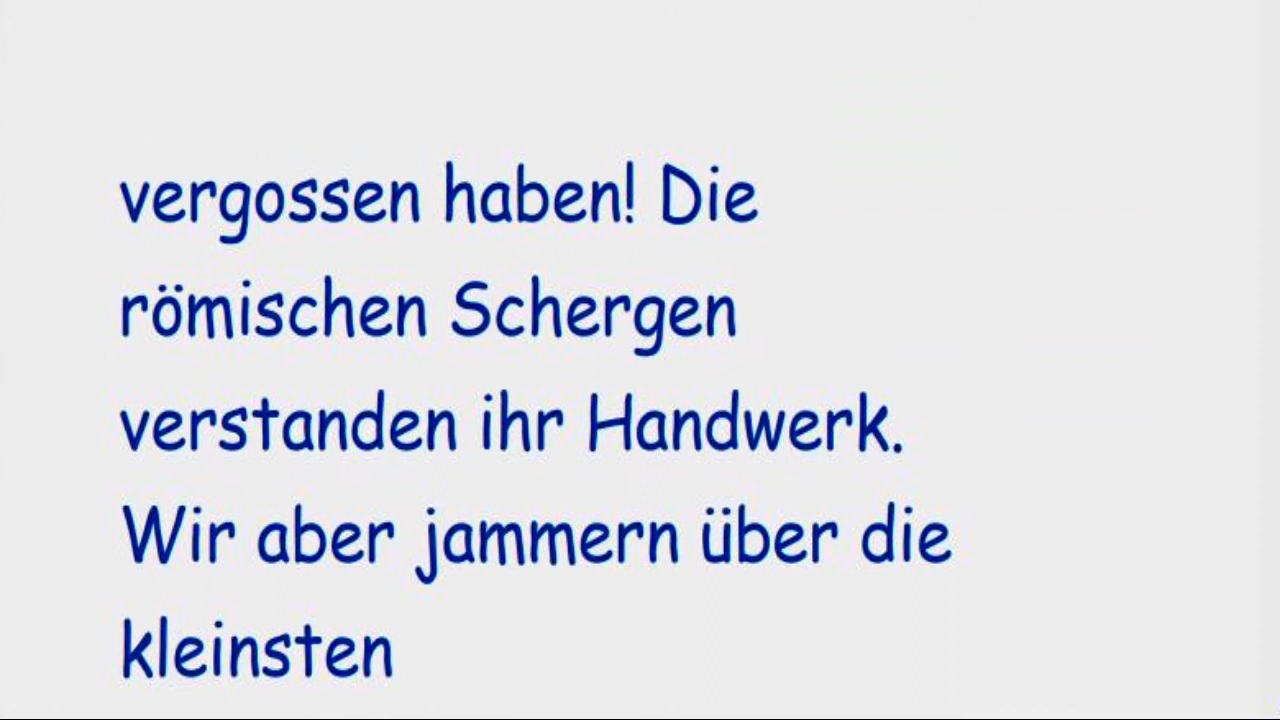 vergossen haben! Die
römischen Schergen
verstanden ihr Handwerk.
Wir aber jammern über die
kleinsten